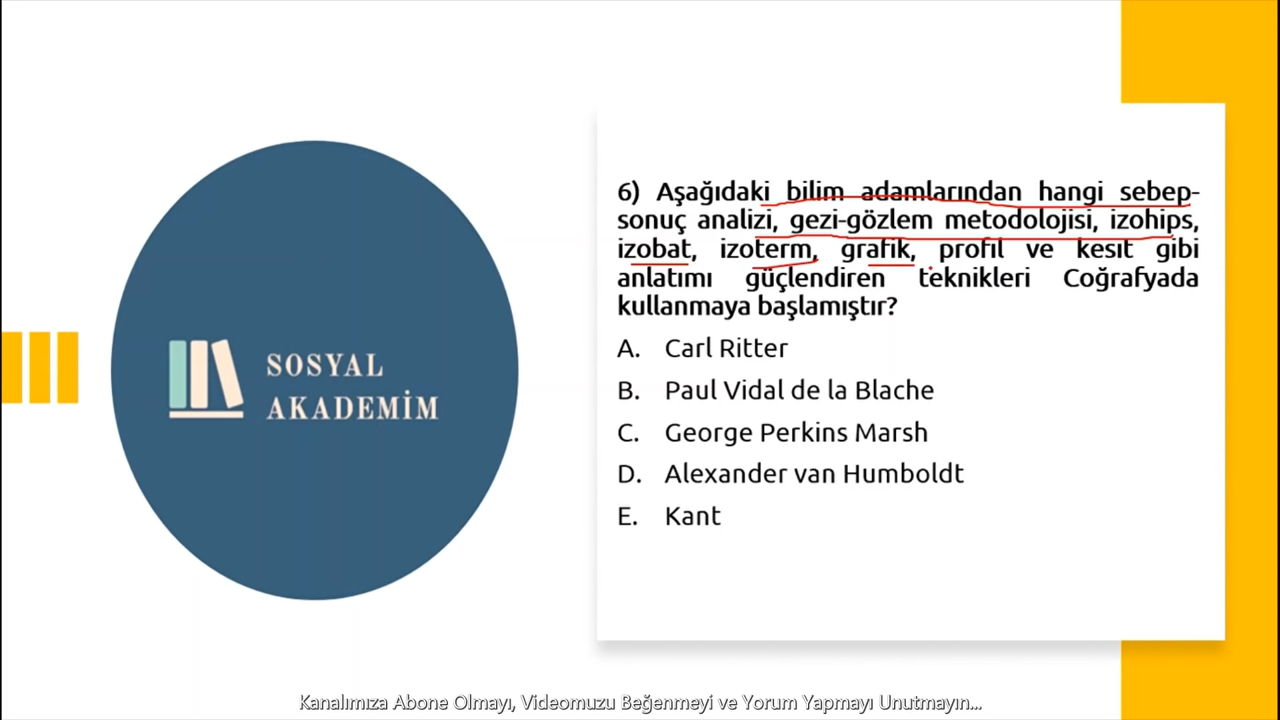 SOSYAL
AKADEMİM
6) Aşağıdaki bilim adamlarından hangi sebep-
sonuç analizi, gezi-gözlem metodolojisi, izohips,
izobat, izoterm, grafik, profil ve kesit gibi
anlatımı güçlendiren teknikleri Coğrafyada
kullanmaya başlamıştır?
A. Carl Ritter
B. Paul Vidal de la Blache
C. George Perkins Marsh
D. Alexander van Humboldt
E. Kant
Kanalımıza Abone Olmayı, Videomuzu Beğenmeyi ve Yorum Yapmayı Unutmayın...